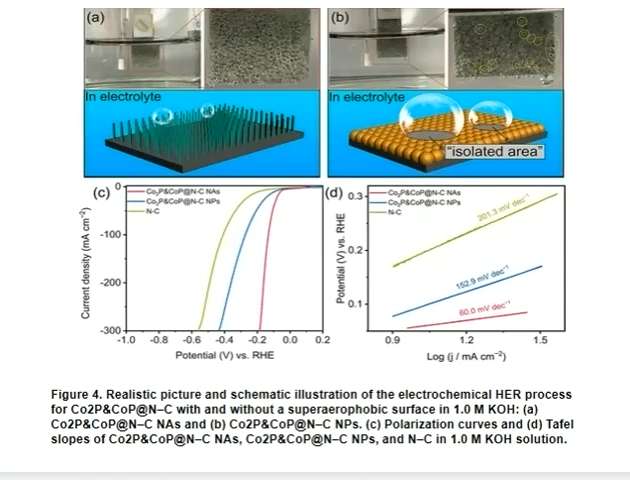 (a)
(b)
In electrolyte
In electrolyte
"isolated area"
(c)
Co₂P&CoP@N-C NAs
Co₂P&CoP@N-C NPs
N-C
Current density (mA cm⁻²)
0
-100
-200
-300
-1.0 -0.8 -0.6 -0.4 -0.2 0.0 0.2
Potential (V) vs. RHE
(d)
Co₂P&CoP@N-C NAs
Co₂P&CoP@N-C NPs
N-C
201.3 mV dec⁻¹
152.9 mV dec⁻¹
60.0 mV dec⁻¹
Potential (V) vs. RHE
0.3
0.2
0.1
0.9 1.2 1.5
Log (j / mA cm⁻²)
Figure 4. Realistic picture and schematic illustration of the electrochemical HER process
for Co2P&CoP@N–C with and without a superaerophobic surface in 1.0 M KOH: (a)
Co2P&CoP@N–C NAs and (b) Co2P&CoP@N–C NPs. (c) Polarization curves and (d) Tafel
slopes of Co2P&CoP@N–C NAs, Co2P&CoP@N–C NPs, and N–C in 1.0 M KOH solution.